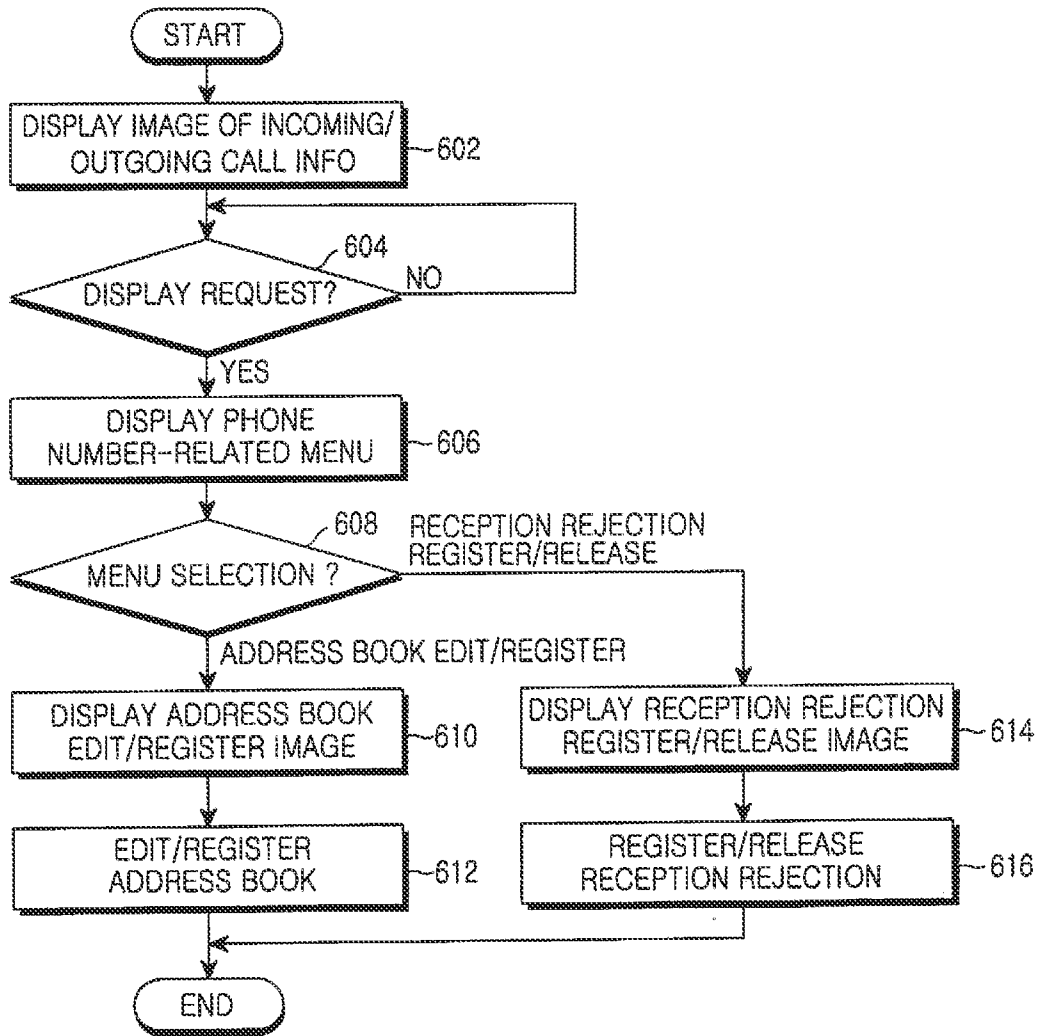 START
DISPLAY IMAGE OF INCOMING/
OUTGOING CALL INFO
602
604
DISPLAY REQUEST?
NO
YES
DISPLAY PHONE
NUMBER-RELATED MENU
606
608
RECEPTION REJECTION
REGISTER/RELEASE
MENU SELECTION ?
ADDRESS BOOK EDIT/REGISTER
DISPLAY ADDRESS BOOK
EDIT/REGISTER IMAGE
610
DISPLAY RECEPTION REJECTION
REGISTER/RELEASE IMAGE
614
EDIT/REGISTER
ADDRESS BOOK
612
REGISTER/RELEASE
RECEPTION REJECTION
616
END